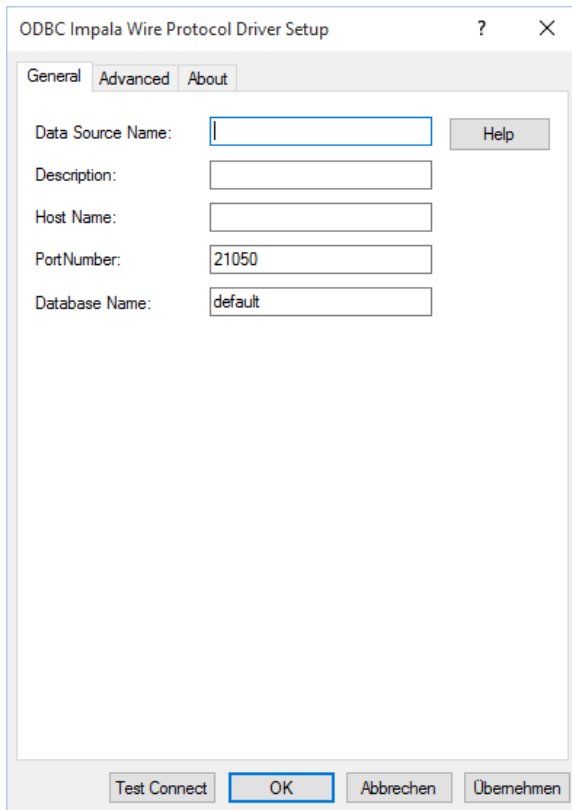 ODBC Impala Wire Protocol Driver Setup ?
General Advanced About
Data Source Name: Help
Description:
Host Name:
PortNumber: 21050
Database Name: default
Test Connect OK Abbrechen Übernehmen